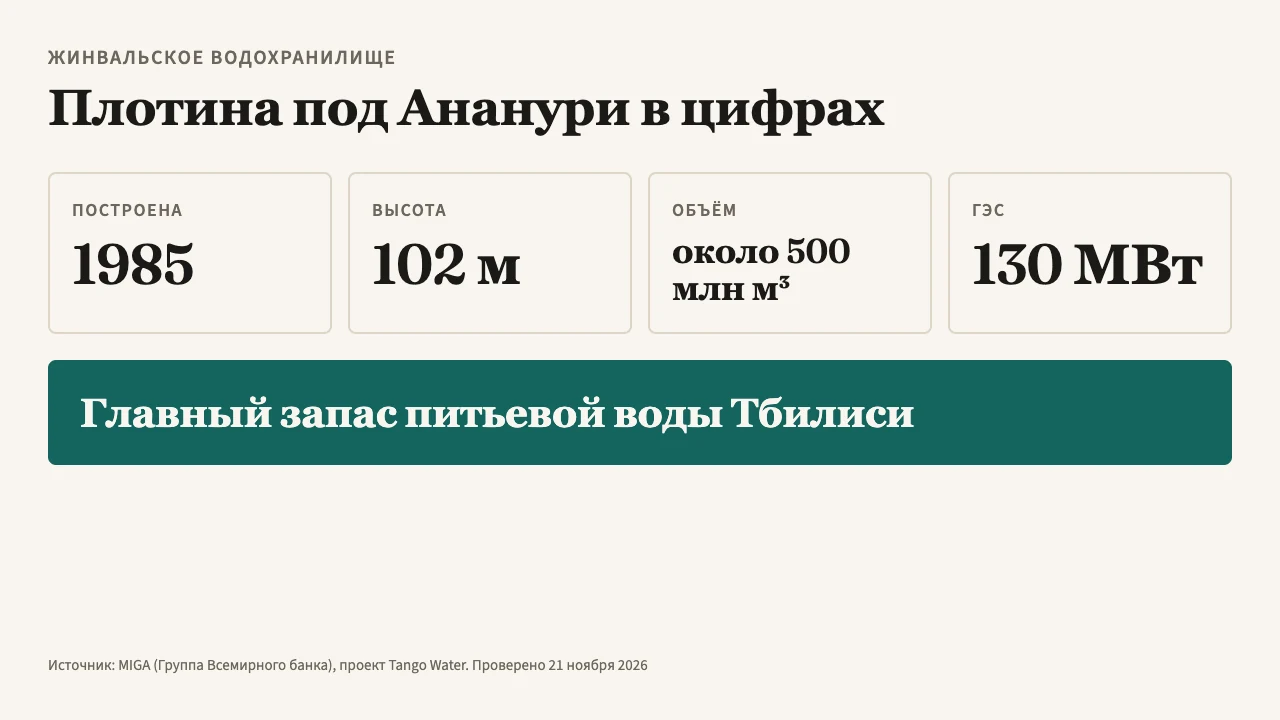 ЖИНВАЛЬСКОЕ ВОДОХРАНИЛИЩЕ
Плотина под Ананури в цифрах
ПОСТРОЕНА
1985
ВЫСОТА
102 м
ОБЪЁМ
около 500
млн м³
ГЭС
130 МВт
Главный запас питьевой воды Тбилиси
Источник: MIGA (Группа Всемирного банка), проект Tango Water. Проверено 21 ноября 2026